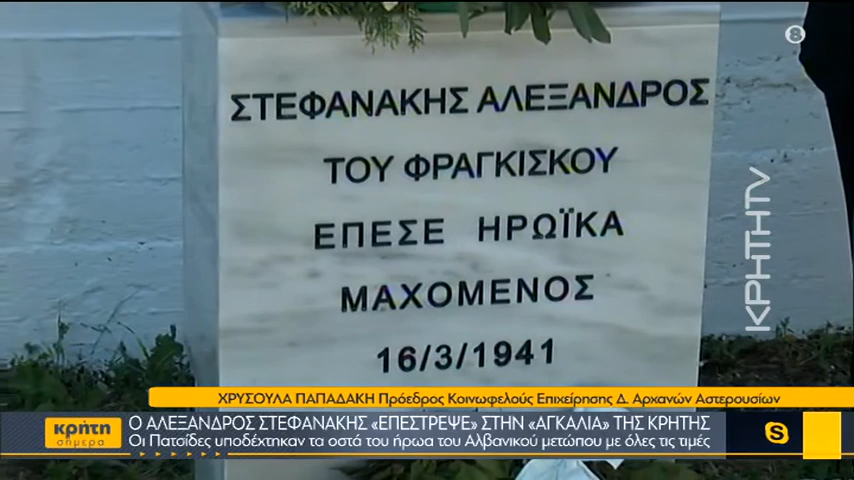 8
ΣΤΕΦΑΝΑΚΗΣ ΑΛΕΞΑΝΔΡΟΣ
ΤΟΥ ΦΡΑΓΚΙΣΚΟΥ
ΕΠΕΣΕ ΗΡΩΪΚΑ
ΜΑΧΟΜΕΝΟΣ
16/3/1941
ΚΡΗΤΗTV
ΧΡΥΣΟΥΛΑ ΠΑΠΑΔΑΚΗ Πρόεδρος Κοινωφελούς Επιχείρησης Δ. Αρχανών Αστερουσίων
κρήτη
σήμερα
Ο ΑΛΕΞΑΝΔΡΟΣ ΣΤΕΦΑΝΑΚΗΣ «ΕΠΕΣΤΡΕΨΕ» ΣΤΗΝ «ΑΓΚΑΛΙΑ» ΤΗΣ ΚΡΗΤΗΣ
Οι Πατσίδες υποδέχτηκαν τα οστά του ήρωα του Αλβανικού μετώπου με όλες τις τιμές